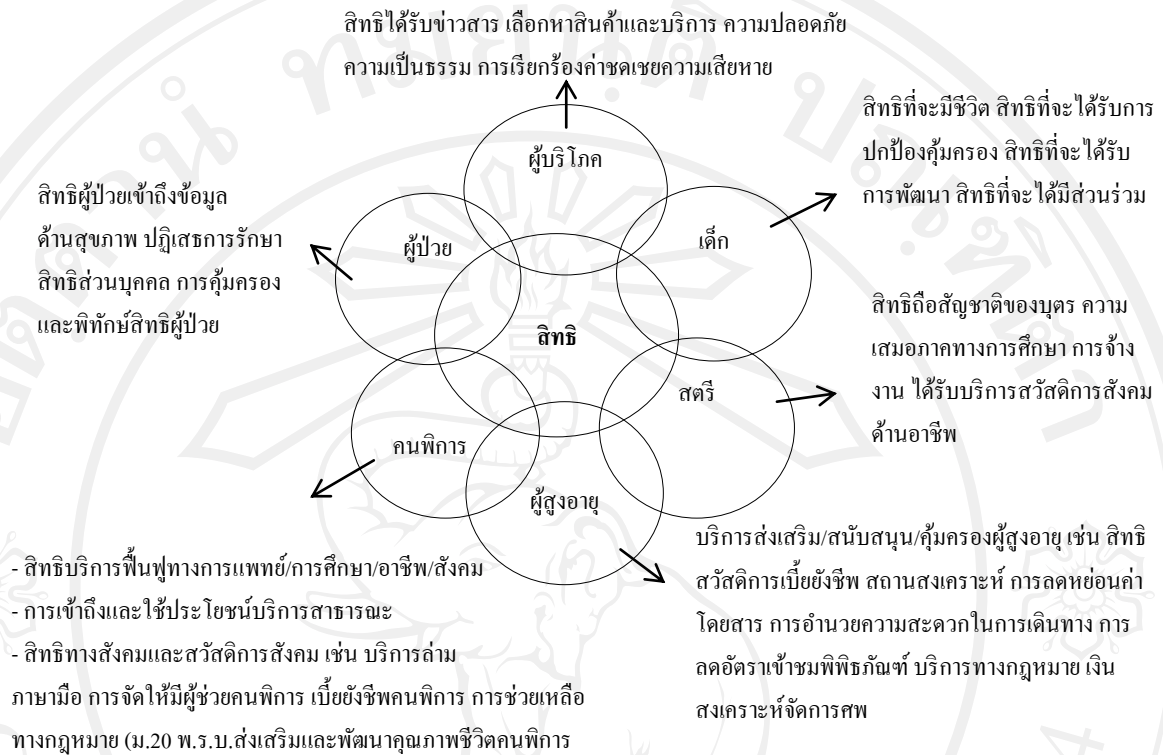 สิทธิได้รับข่าวสาร เลือกหาสินค้าและบริการ ความปลอดภัย
ความเป็นธรรม การเรียกร้องค่าชดเชยความเสียหาย
ผู้บริโภค
สิทธิที่จะมีชีวิต สิทธิที่จะได้รับการ
ปกป้องคุ้มครอง สิทธิที่จะได้รับ
การพัฒนา สิทธิที่จะได้มีส่วนร่วม
เด็ก
สิทธิผู้ป่วยเข้าถึงข้อมูล
ด้านสุขภาพ ปฏิเสธการรักษา
สิทธิส่วนบุคคล การคุ้มครอง
และพิทักษ์สิทธิผู้ป่วย
ผู้ป่วย
สิทธิ
สิทธิถือสัญชาติของบุตร ความ
เสมอภาคทางการศึกษา การจ้าง
งาน ได้รับบริการสวัสดิการสังคม
ด้านอาชีพ
สตรี
คนพิการ
ผู้สูงอายุ
- สิทธิบริการฟื้นฟูทางการแพทย์/การศึกษา/อาชีพ/สังคม
- การเข้าถึงและใช้ประโยชน์บริการสาธารณะ
- สิทธิทางสังคมและสวัสดิการสังคม เช่น บริการล่าม
ภาษามือ การจัดให้มีผู้ช่วยคนพิการ เบี้ยยังชีพคนพิการ การช่วยเหลือ
ทางกฎหมาย (ม.20 พ.ร.บ.ส่งเสริมและพัฒนาคุณภาพชีวิตคนพิการ
บริการส่งเสริม/สนับสนุน/คุ้มครองผู้สูงอายุ เช่น สิทธิ
สวัสดิการเบี้ยยังชีพ สถานสงเคราะห์ การลดหย่อนค่า
โดยสาร การอำนวยความสะดวกในการเดินทาง การ
ลดอัตราเข้าชมพิพิธภัณฑ์ บริการทางกฎหมาย เงิน
สงเคราะห์จัดการศพ